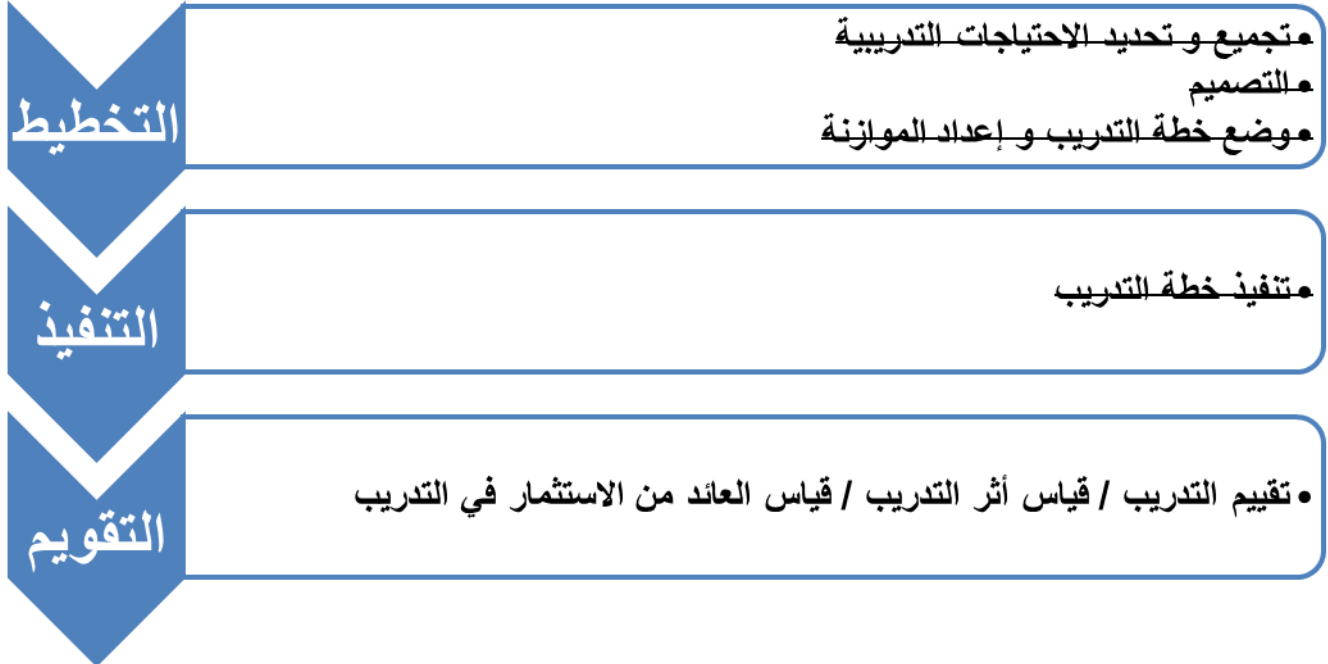 التخطيط
• تجميع و تحديد الاحتياجات التدريبية
• التصميم
• وضع خطة التدريب و إعداد الموازنة
التنفيذ
• تنفيذ خطة التدريب
التقويم
• تقييم التدريب / قياس أثر التدريب / قياس العائد من الاستثمار في التدريب